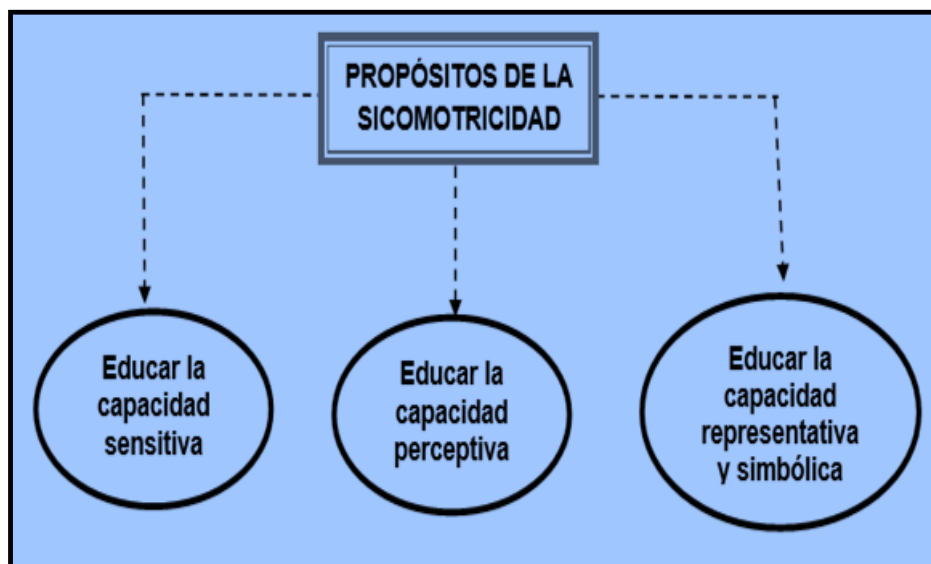 PROPÓSITOS DE LA
SICOMOTRICIDAD
Educar la
capacidad
sensitiva
Educar la
capacidad
perceptiva
Educar la
capacidad
representativa
y simbólica